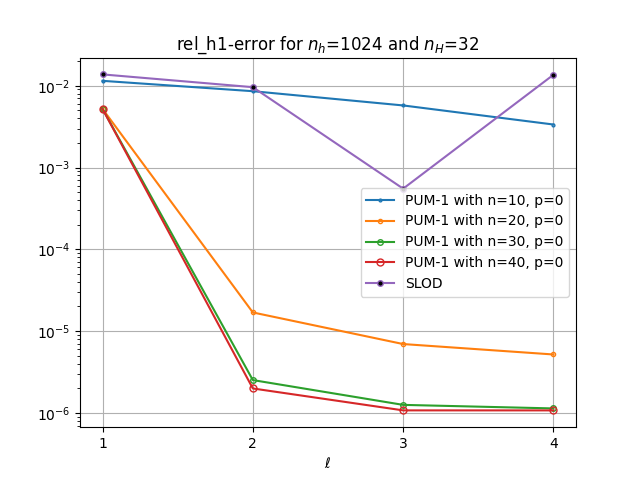 rel_h1-error for $n_h$=1024 and $n_H$=32
10⁻²
10⁻³
10⁻⁴
10⁻⁵
10⁻⁶
PUM-1 with n=10, p=0
PUM-1 with n=20, p=0
PUM-1 with n=30, p=0
PUM-1 with n=40, p=0
SLOD
1 2 3 4
ℓ